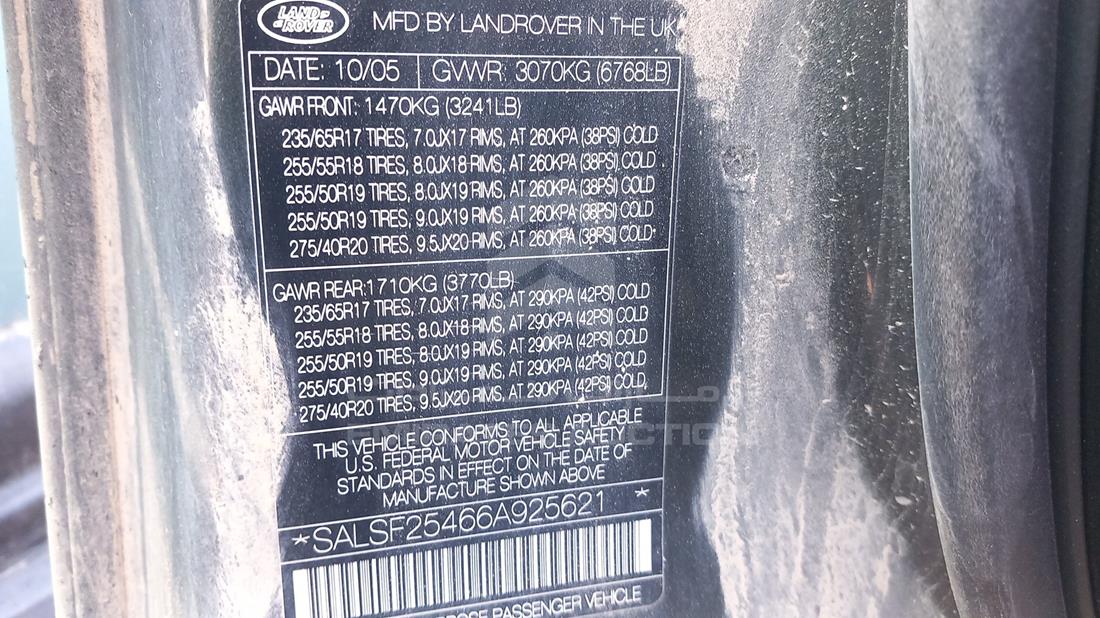 LAND ROVER
MFD BY LANDROVER IN THE UK
DATE: 10/05 GVWR: 3070KG (6768LB)
GAWR FRONT: 1470KG (3241LB)
235/65R17 TIRES, 7.0JX17 RIMS, AT 260KPA (38PSI) COLD
255/55R18 TIRES, 8.0JX18 RIMS, AT 260KPA (38PSI) COLD
255/50R19 TIRES, 8.0JX19 RIMS, AT 260KPA (38PSI) COLD
255/50R19 TIRES, 9.0JX19 RIMS, AT 260KPA (38PSI) COLD
275/40R20 TIRES, 9.5JX20 RIMS, AT 260KPA (38PSI) COLD
GAWR REAR: 1710KG (3770LB)
235/65R17 TIRES, 7.0JX17 RIMS, AT 290KPA (42PSI) COLD
255/55R18 TIRES, 8.0JX18 RIMS, AT 290KPA (42PSI) COLD
255/50R19 TIRES, 8.0JX19 RIMS, AT 290KPA (42PSI) COLD
255/50R19 TIRES, 9.0JX19 RIMS, AT 290KPA (42PSI) COLD
275/40R20 TIRES, 9.5JX20 RIMS, AT 290KPA (42PSI) COLD
THIS VEHICLE CONFORMS TO ALL APPLICABLE
U.S. FEDERAL MOTOR VEHICLE SAFETY
STANDARDS IN EFFECT ON THE DATE OF
MANUFACTURE SHOWN ABOVE
*SALSF25466A925621 *
PASSENGER VEHICLE